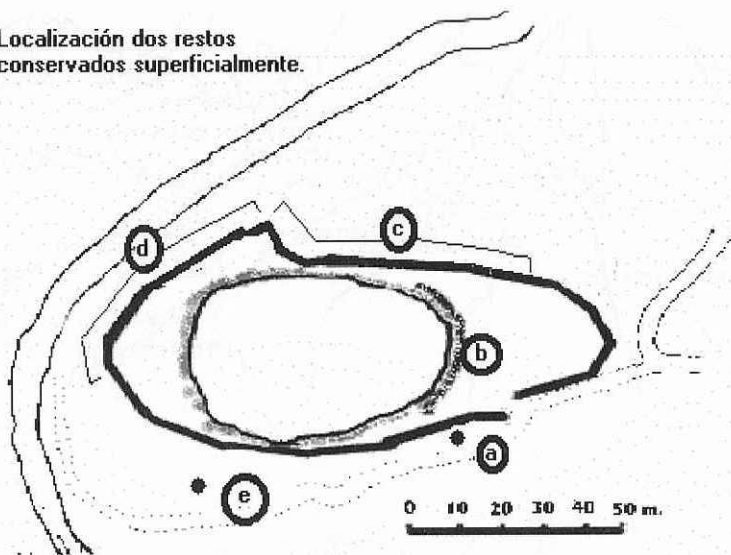 Localización dos restos
conservados superficialmente.
d
c
b
a
e
0 10 20 30 40 50 m.